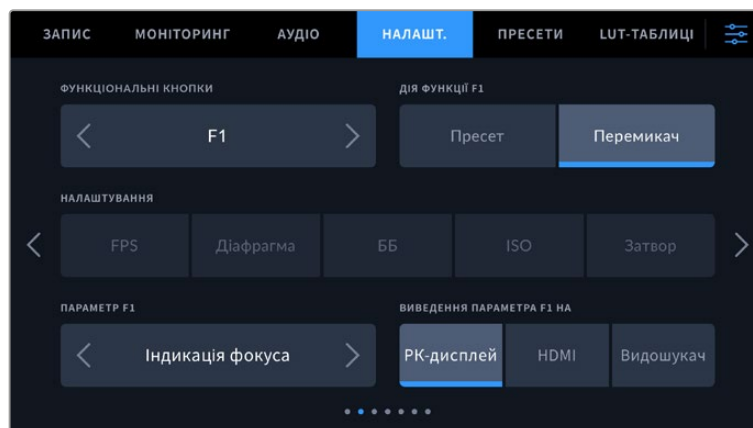 ЗАПИС МОНІТОРИНГ АУДІО НАЛАШТ. ПРЕСЕТИ LUT-ТАБЛИЦІ
ФУНКЦІОНАЛЬНІ КНОПКИ ДІЯ ФУНКЦІЇ F1
F1 Пресет Перемикач
НАЛАШТУВАННЯ
FPS Діафрагма ББ ISO Затвор
ПАРАМЕТР F1 ВИВЕДЕННЯ ПАРАМЕТРА F1 НА
Індикація фокуса РК-дисплей HDMI Видошукач